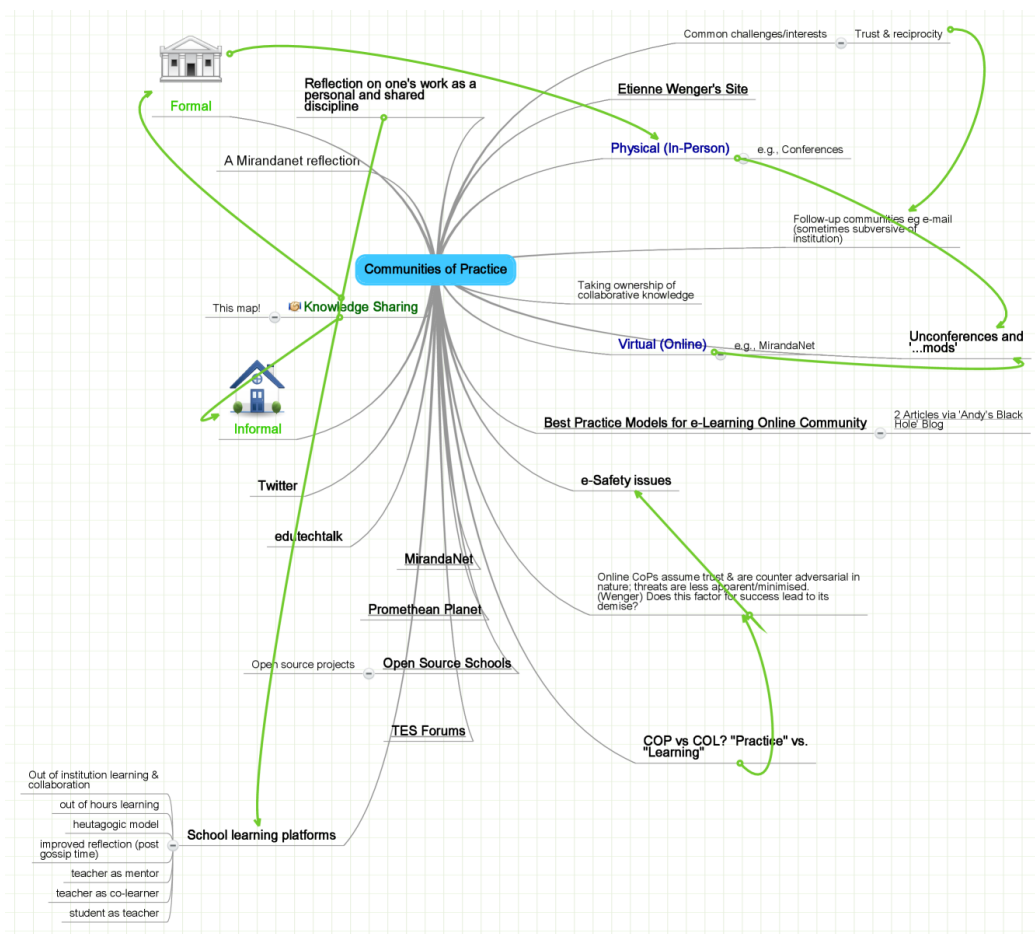 Common challenges/interests
Trust & reciprocity
Formal
Reflection on one's work as a
personal and shared
discipline
Etienne Wenger's Site
A Mirandanet reflection
Physical (In-Person)
e.g., Conferences
Follow-up communities eg e-mail
(sometimes subversive of
institution)
Communities of Practice
Taking ownership of
collaborative knowledge
This map!
Knowledge Sharing
Virtual (Online)
e.g., MirandaNet
Unconferences and
'...mods'
Informal
Best Practice Models for e-Learning Online Community
2 Articles via 'Andy's Black
Hole' Blog
Twitter
e-Safety issues
edutechtalk
MirandaNet
Online CoPs assume trust & are counter adversarial in
nature; threats are less apparent/minimised.
(Wenger) Does this factor for success lead to its
demise?
Promethean Planet
Open source projects
Open Source Schools
TES Forums
COP vs COL? "Practice" vs.
"Learning"
School learning platforms
Out of institution learning &
collaboration
out of hours learning
heutagogic model
improved reflection (post
gossip time)
teacher as mentor
teacher as co-learner
student as teacher